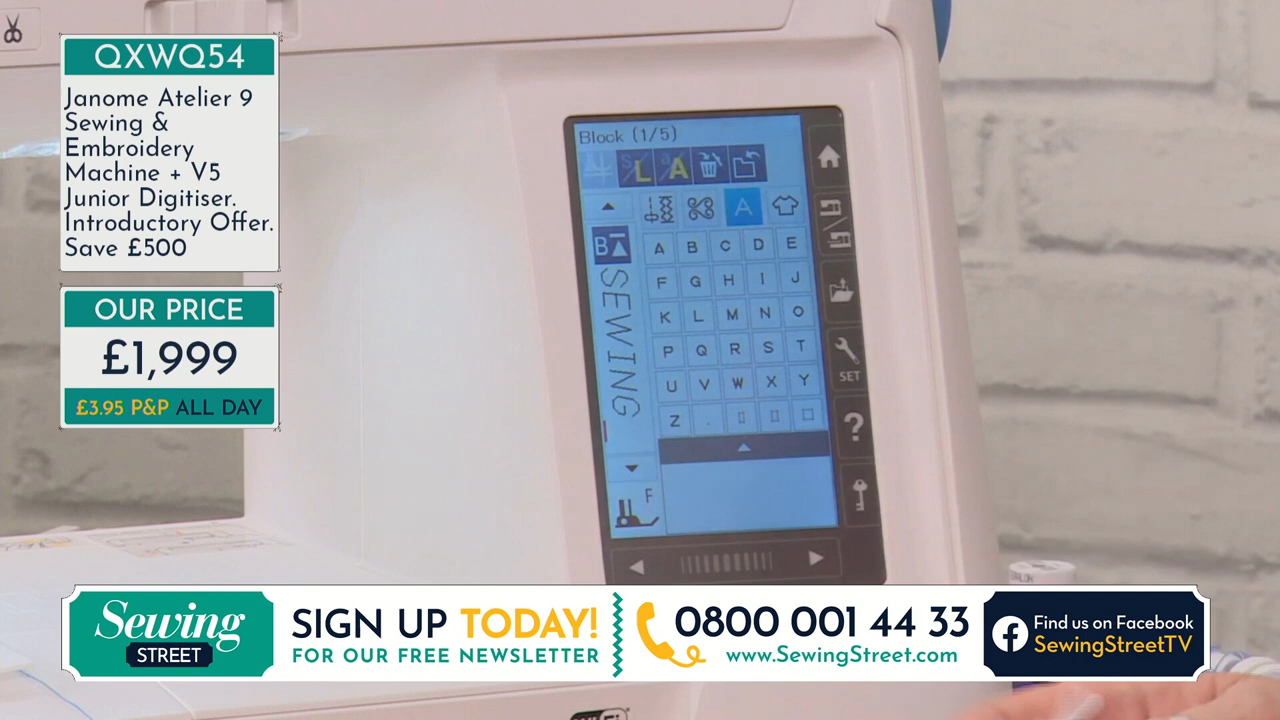 QXWQ54
Janome Atelier 9
Sewing &
Embroidery
Machine + V5
Junior Digitiser.
Introductory Offer.
Save £500
OUR PRICE
£1,999
£3.95 P&P ALL DAY
Block (1/5)
S/L a/A
A
B
A B C D E
F G H I J
K L M N O
P Q R S T
U V W X Y
Z .
SEWING
F
SET
?
Sewing
STREET
SIGN UP TODAY!
FOR OUR FREE NEWSLETTER
0800 001 44 33
www.SewingStreet.com
Find us on Facebook
SewingStreetTV